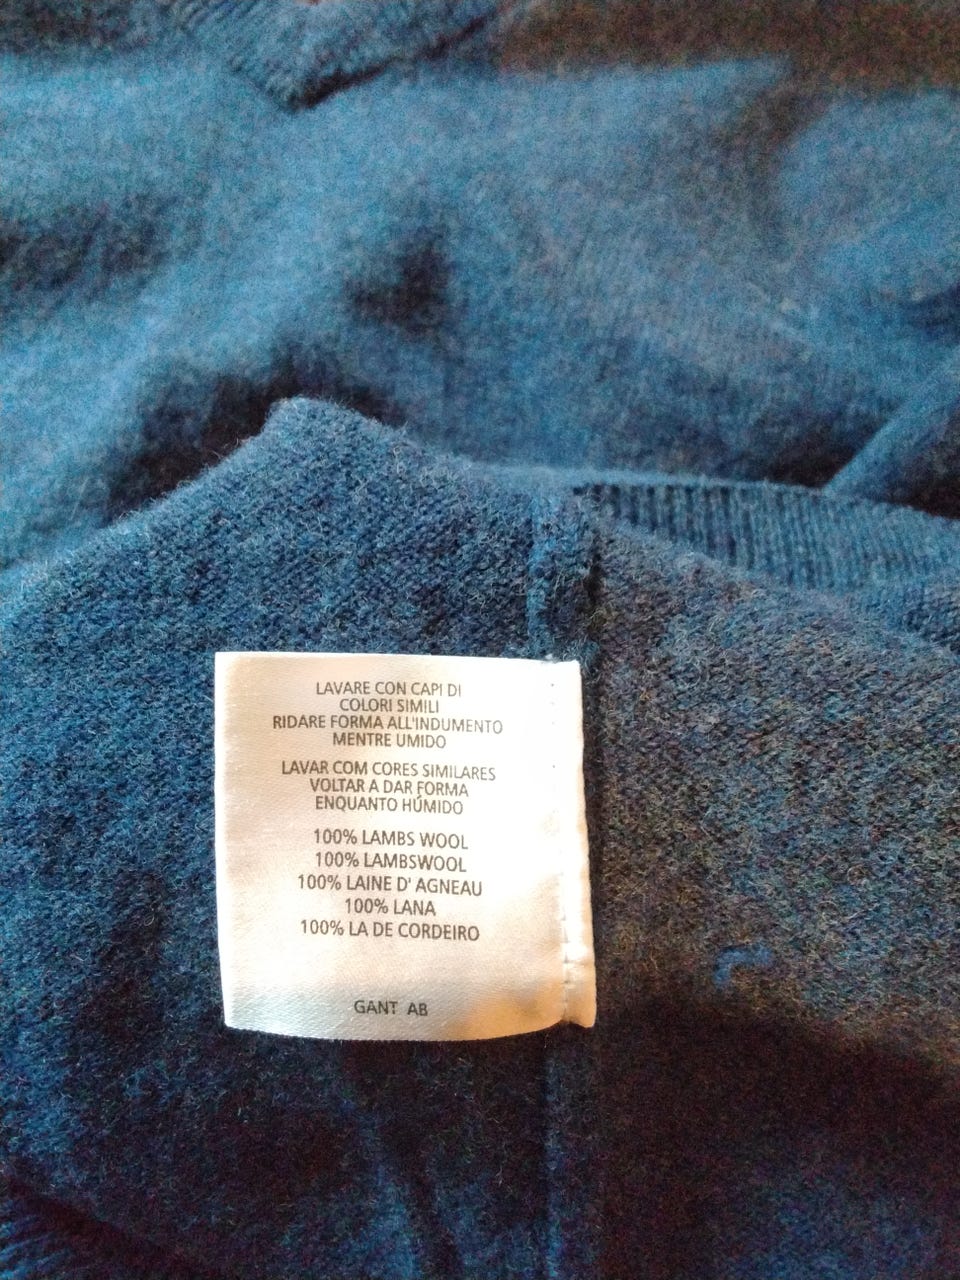 LAVARE CON CAPI DI
COLORI SIMILI
RIDARE FORMA ALL'INDUMENTO
MENTRE UMIDO
LAVAR COM CORES SIMILARES
VOLTAR A DAR FORMA
ENQUANTO HÚMIDO
100% LAMBS WOOL
100% LAMBSWOOL
100% LAINE D' AGNEAU
100% LANA
100% LA DE CORDEIRO
GANT AB